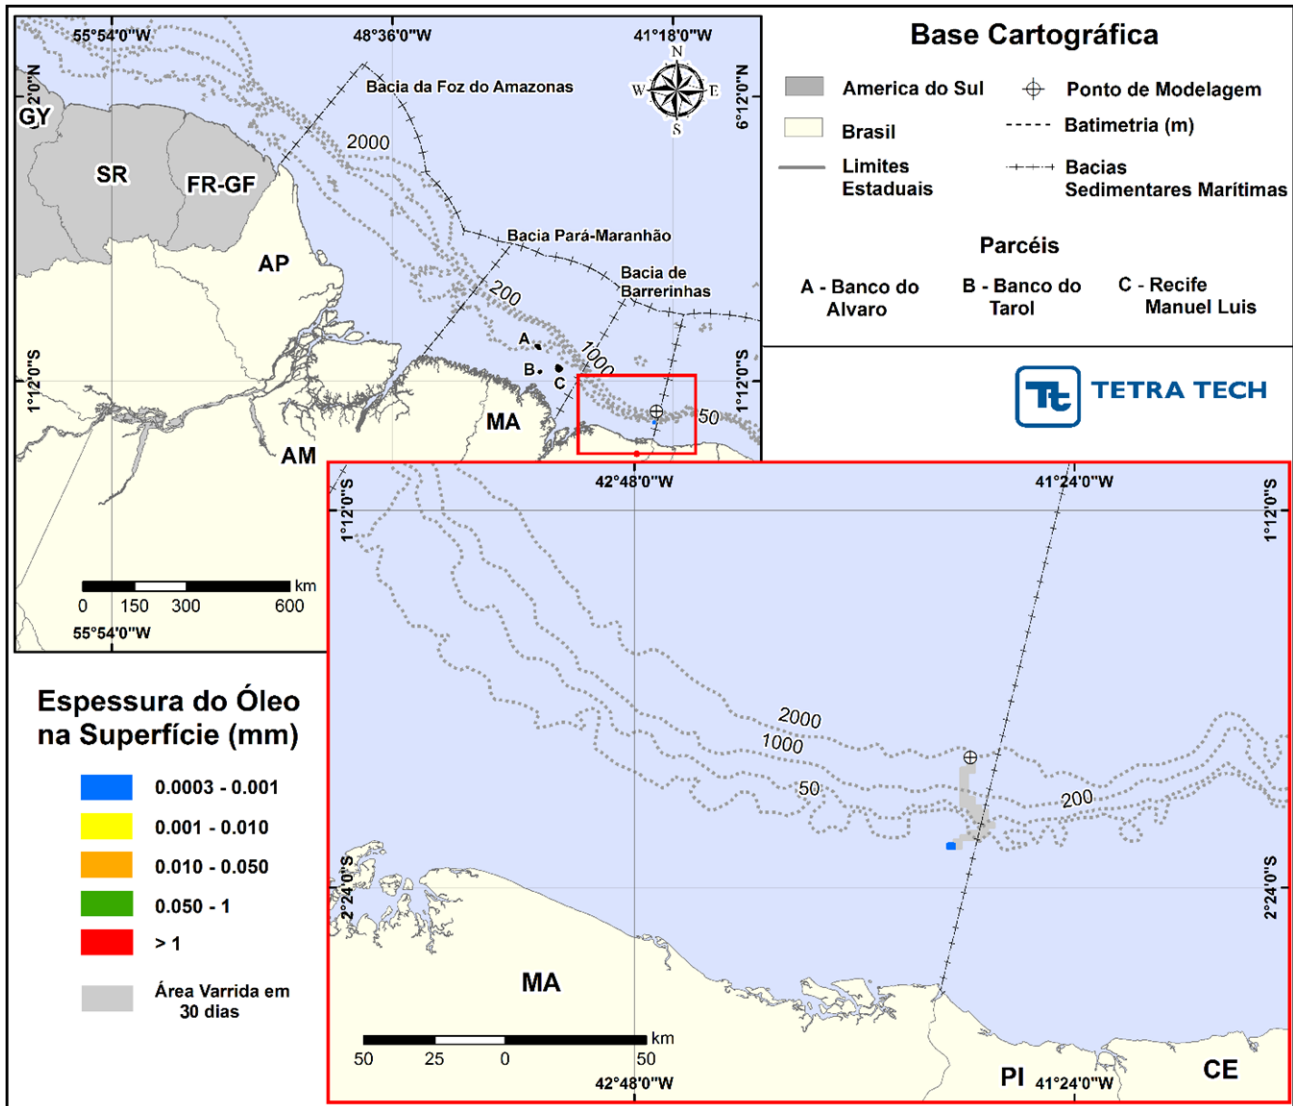 55°54'0"W
48°36'0"W
41°18'0"W
N
W
E
S
6°12'0"N
GY
SR
FR-GF
AP
AM
MA
Bacia da Foz do Amazonas
2000
Bacia Pará-Maranhão
Bacia de
Barrerinhas
200
1000
50
A
B
C
1°12'0"S
1°12'0"S
km
0 150 300 600
55°54'0"W
Base Cartográfica
America do Sul
Ponto de Modelagem
Brasil
Batimetria (m)
Limites
Estaduais
Bacias
Sedimentares Marítimas
Parcéis
A - Banco do
Alvaro
B - Banco do
Tarol
C - Recife
Manuel Luis
Tt TETRA TECH
42°48'0"W
41°24'0"W
1°12'0"S
1°12'0"S
2000
1000
50
200
2°24'0"S
2°24'0"S
MA
PI
CE
km
50 25 0 50
42°48'0"W
41°24'0"W
Espessura do Óleo
na Superfície (mm)
0.0003 - 0.001
0.001 - 0.010
0.010 - 0.050
0.050 - 1
> 1
Área Varrida em
30 dias